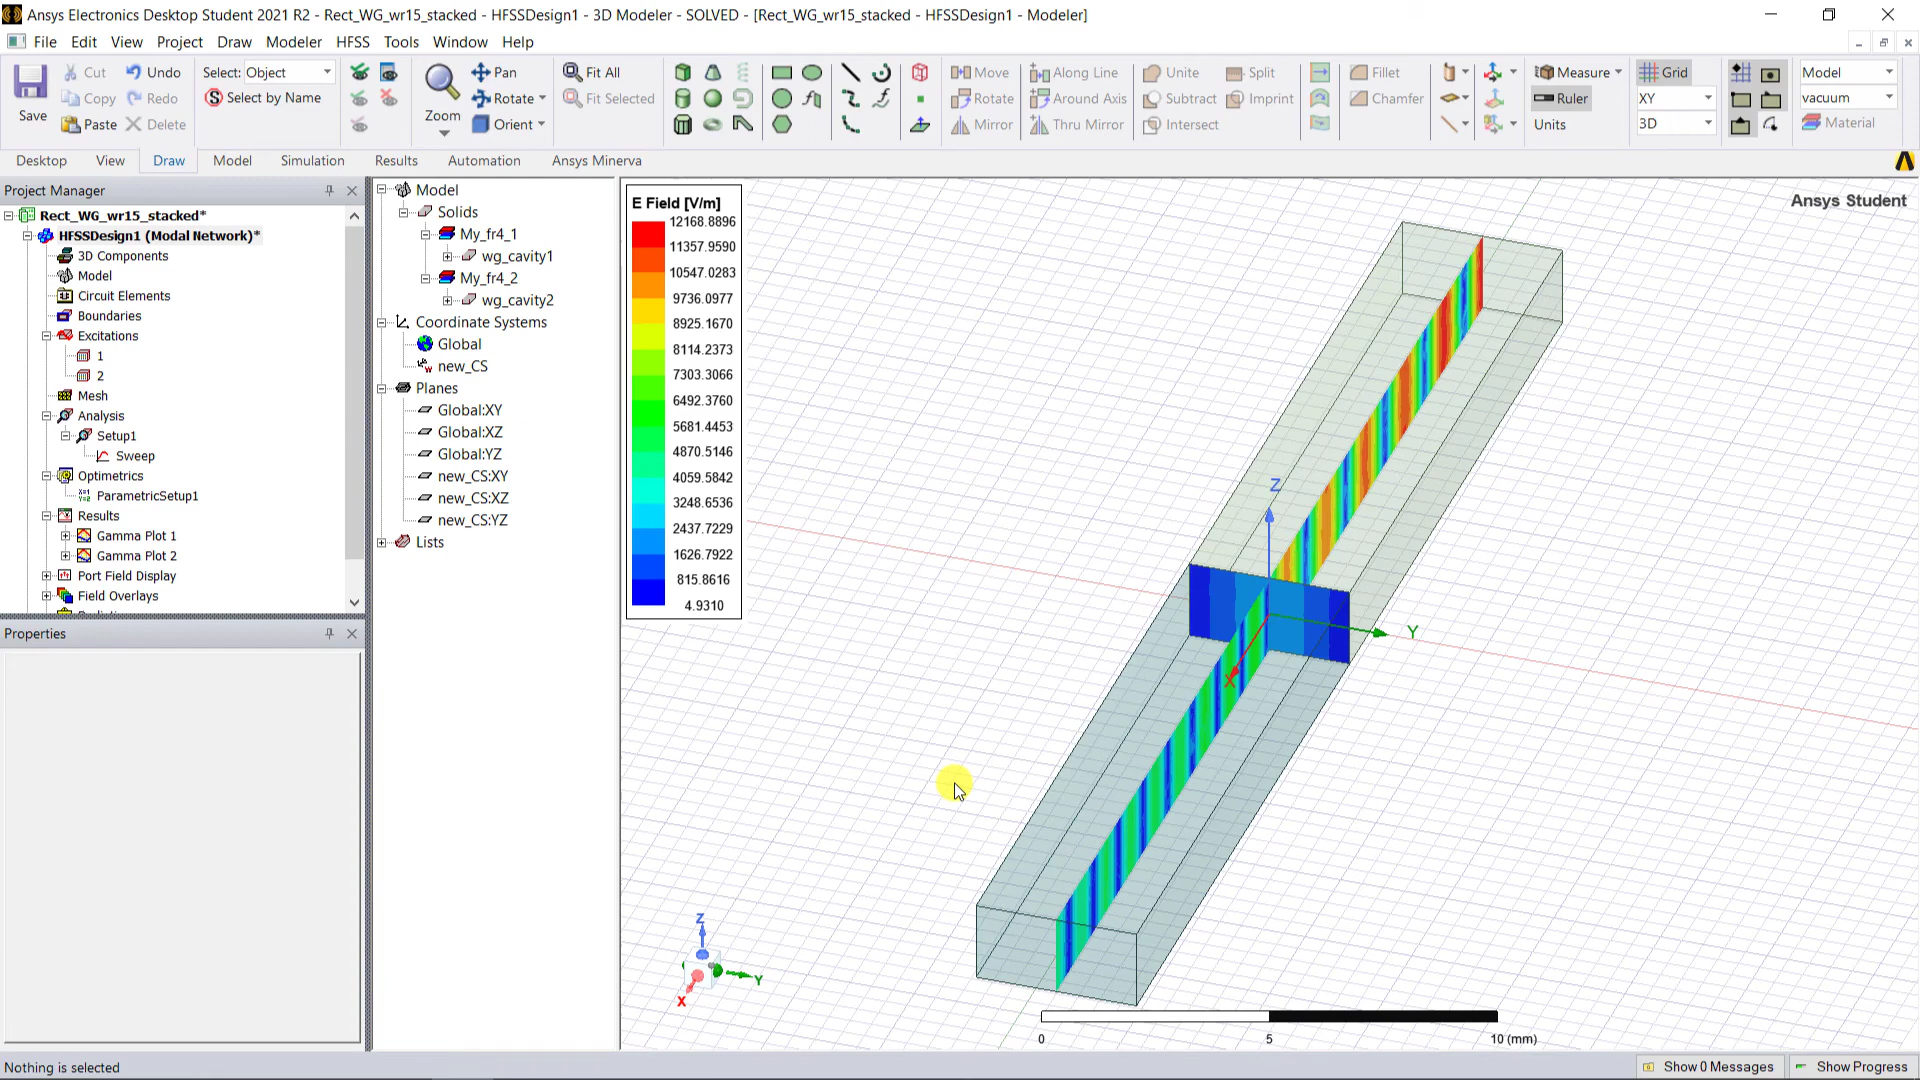 Ansys Electronics Desktop Student 2021 R2 - Rect_WG_wr15_stacked - HFSSDesign1 - 3D Modeler - SOLVED - [Rect_WG_wr15_stacked - HFSSDesign1 - Modeler]
File Edit View Project Draw Modeler HFSS Tools Window Help
Save
Cut
Copy
Paste
Undo
Redo
Delete
Select: Object
Select by Name
Zoom
Pan
Rotate
Orient
Fit All
Fit Selected
Move
Rotate
Mirror
Along Line
Around Axis
Thru Mirror
Unite
Subtract
Intersect
Split
Imprint
Fillet
Chamfer
Measure
Ruler
Units
Grid
XY
3D
Model
vacuum
Material
Desktop View Draw Model Simulation Results Automation Ansys Minerva
Project Manager
Rect_WG_wr15_stacked*
HFSSDesign1 (Modal Network)*
3D Components
Model
Circuit Elements
Boundaries
Excitations
1
2
Mesh
Analysis
Setup1
Sweep
Optimetrics
ParametricSetup1
Results
Gamma Plot 1
Gamma Plot 2
Port Field Display
Field Overlays
Properties
Model
Solids
My_fr4_1
wg_cavity1
My_fr4_2
wg_cavity2
Coordinate Systems
Global
new_CS
Planes
Global:XY
Global:XZ
Global:YZ
new_CS:XY
new_CS:XZ
new_CS:YZ
Lists
E Field [V/m]
12168.8896
11357.9590
10547.0283
9736.0977
8925.1670
8114.2373
7303.3066
6492.3760
5681.4453
4870.5146
4059.5842
3248.6536
2437.7229
1626.7922
815.8616
4.9310
Ansys Student
Z
Y
X
Z
Y
X
0 5 10 (mm)
Nothing is selected
Show 0 Messages
Show Progress